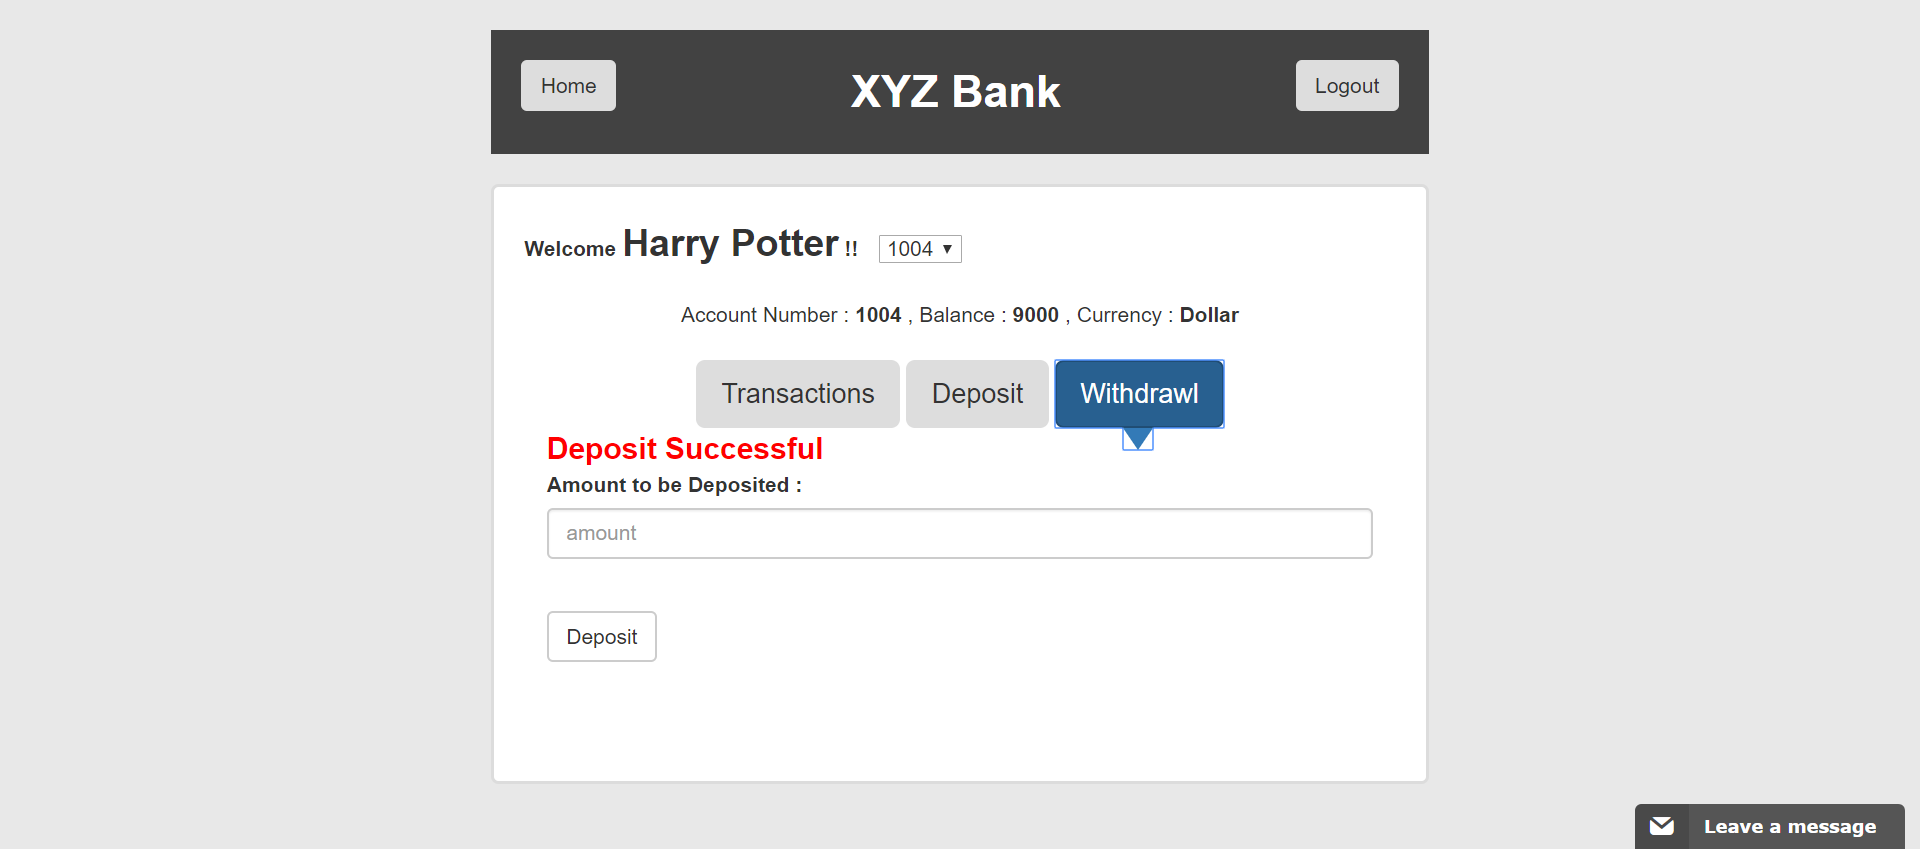 Home
XYZ Bank
Logout
Welcome Harry Potter !! 1004
Account Number : 1004 , Balance : 9000 , Currency : Dollar
Transactions
Deposit
Withdrawl
Deposit Successful
Amount to be Deposited :
amount
Deposit
Leave a message